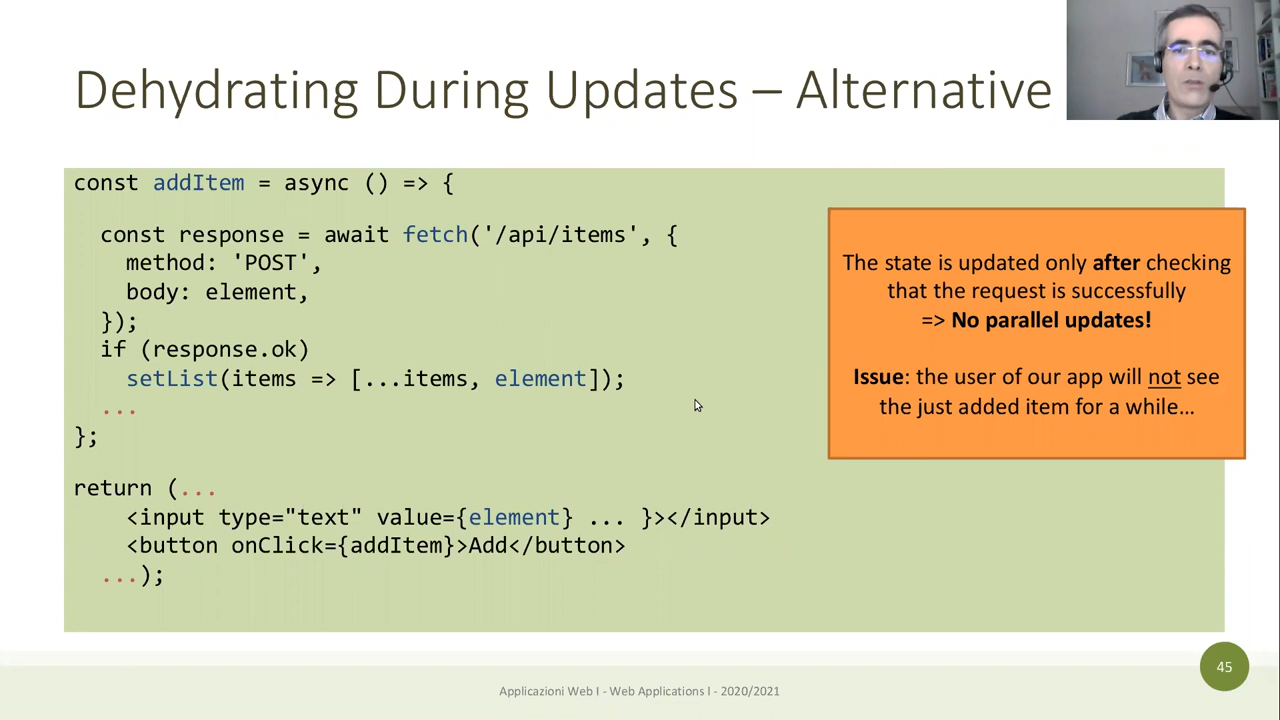 Dehydrating During Updates – Alternative
const addItem = async () => {
const response = await fetch('/api/items', {
method: 'POST',
body: element,
});
if (response.ok)
setList(items => [...items, element]);
...
};
return (...
<input type="text" value={element} ... }></input>
<button onClick={addItem}>Add</button>
...);
The state is updated only after checking
that the request is successfully
=> No parallel updates!
Issue: the user of our app will not see
the just added item for a while…
45
Applicazioni Web I - Web Applications I - 2020/2021